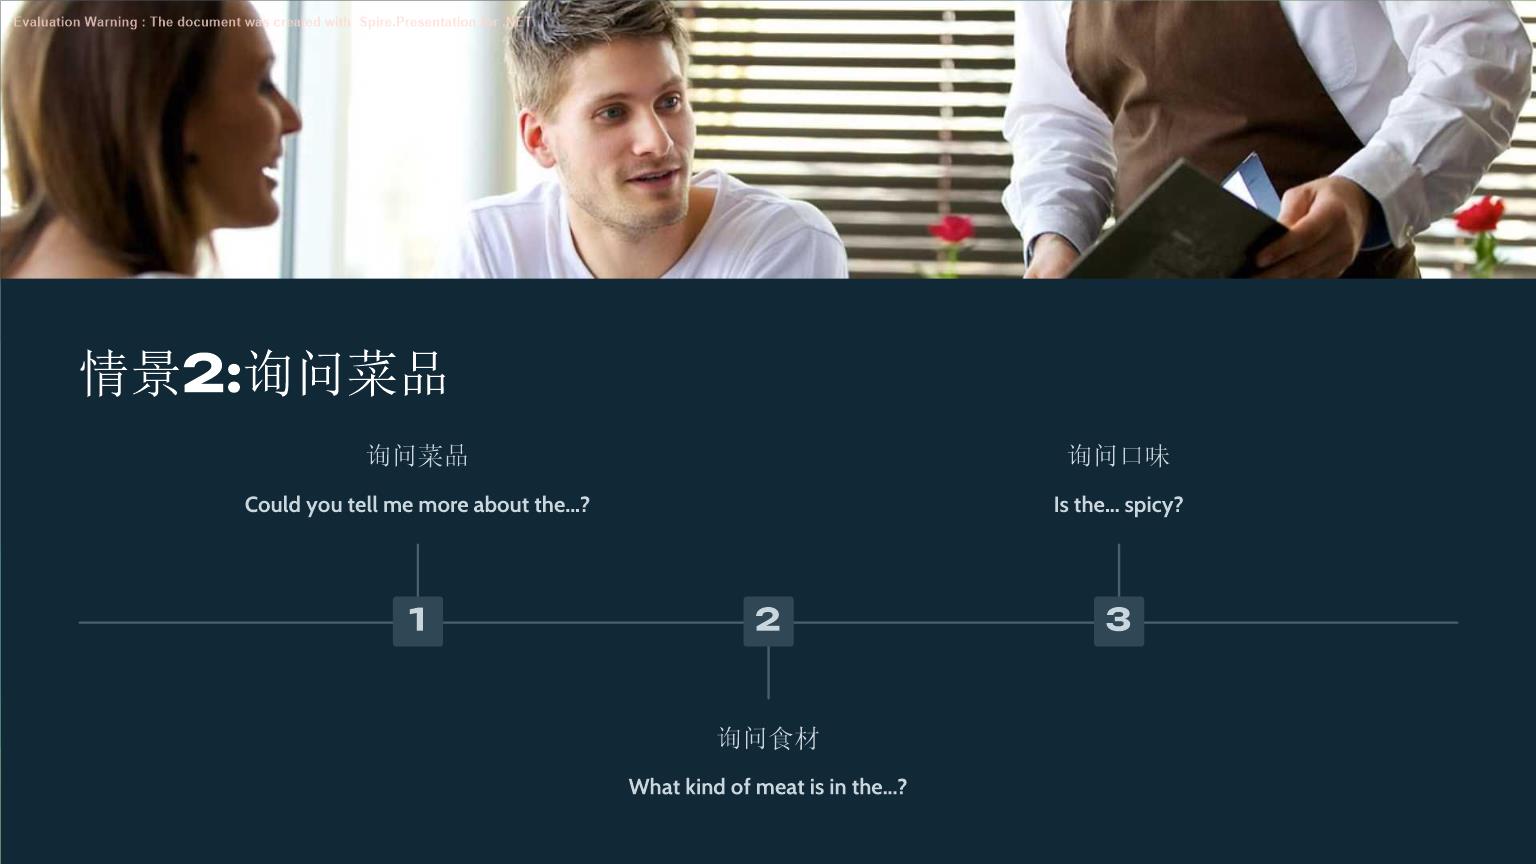 Evaluation Warning : The document was created with Spire.Presentation for .NET
情景2:询问菜品
询问菜品
Could you tell me more about the...?
询问口味
Is the... spicy?
1
2
3
询问食材
What kind of meat is in the...?